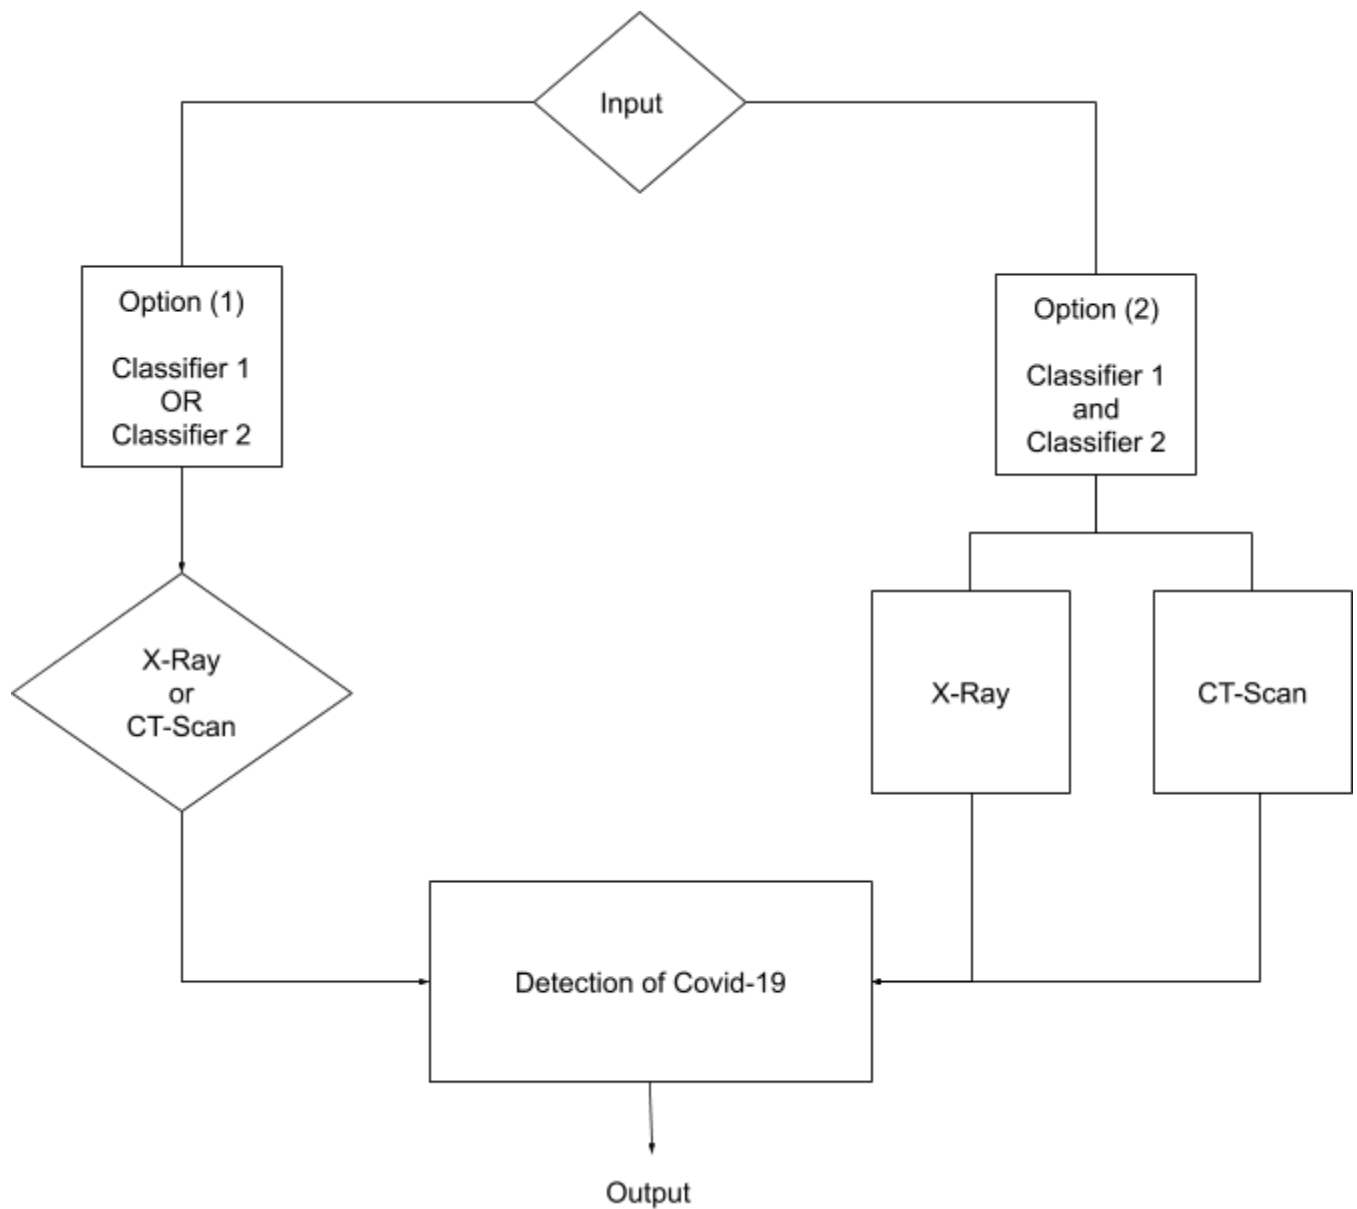 Input
Option (1)
Classifier 1
OR
Classifier 2
Option (2)
Classifier 1
and
Classifier 2
X-Ray
or
CT-Scan
X-Ray
CT-Scan
Detection of Covid-19
Output